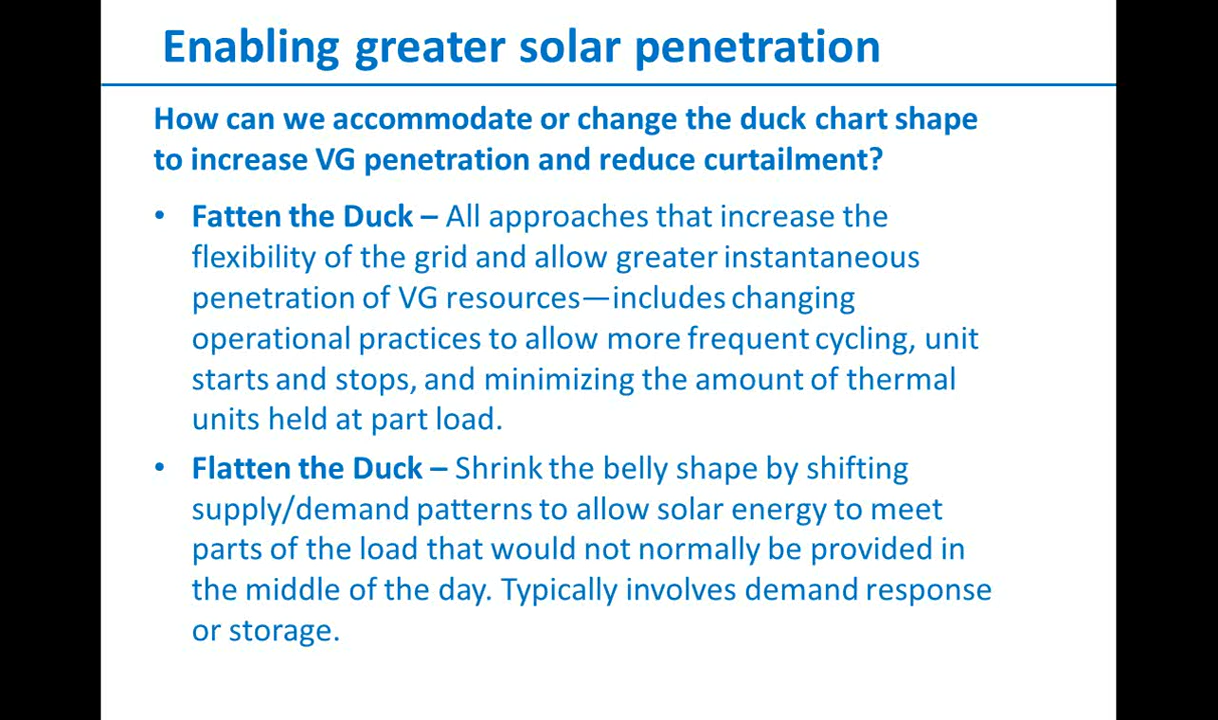 Enabling greater solar penetration
How can we accommodate or change the duck chart shape
to increase VG penetration and reduce curtailment?
• Fatten the Duck – All approaches that increase the
flexibility of the grid and allow greater instantaneous
penetration of VG resources—includes changing
operational practices to allow more frequent cycling, unit
starts and stops, and minimizing the amount of thermal
units held at part load.
• Flatten the Duck – Shrink the belly shape by shifting
supply/demand patterns to allow solar energy to meet
parts of the load that would not normally be provided in
the middle of the day. Typically involves demand response
or storage.